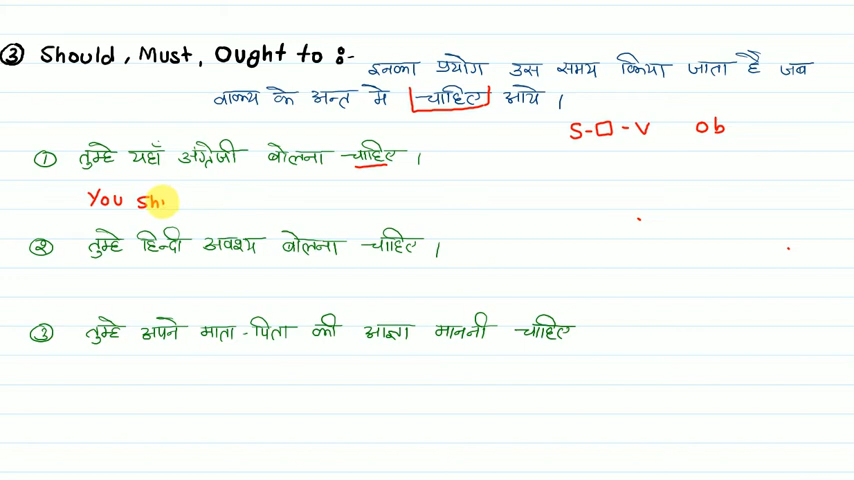 ③ Should, Must, Ought to :- इनका प्रयोग उस समय किया जाता है जब
वाक्य के अन्त मे चाहिए आये ।
S-□-V Ob
① तुम्हे यहाँ अंग्रेजी बोलना चाहिए ।
You Sh
② तुम्हे हिन्दी अवश्य बोलना चाहिए ।
③ तुम्हे अपने माता-पिता की आज्ञा माननी चाहिए